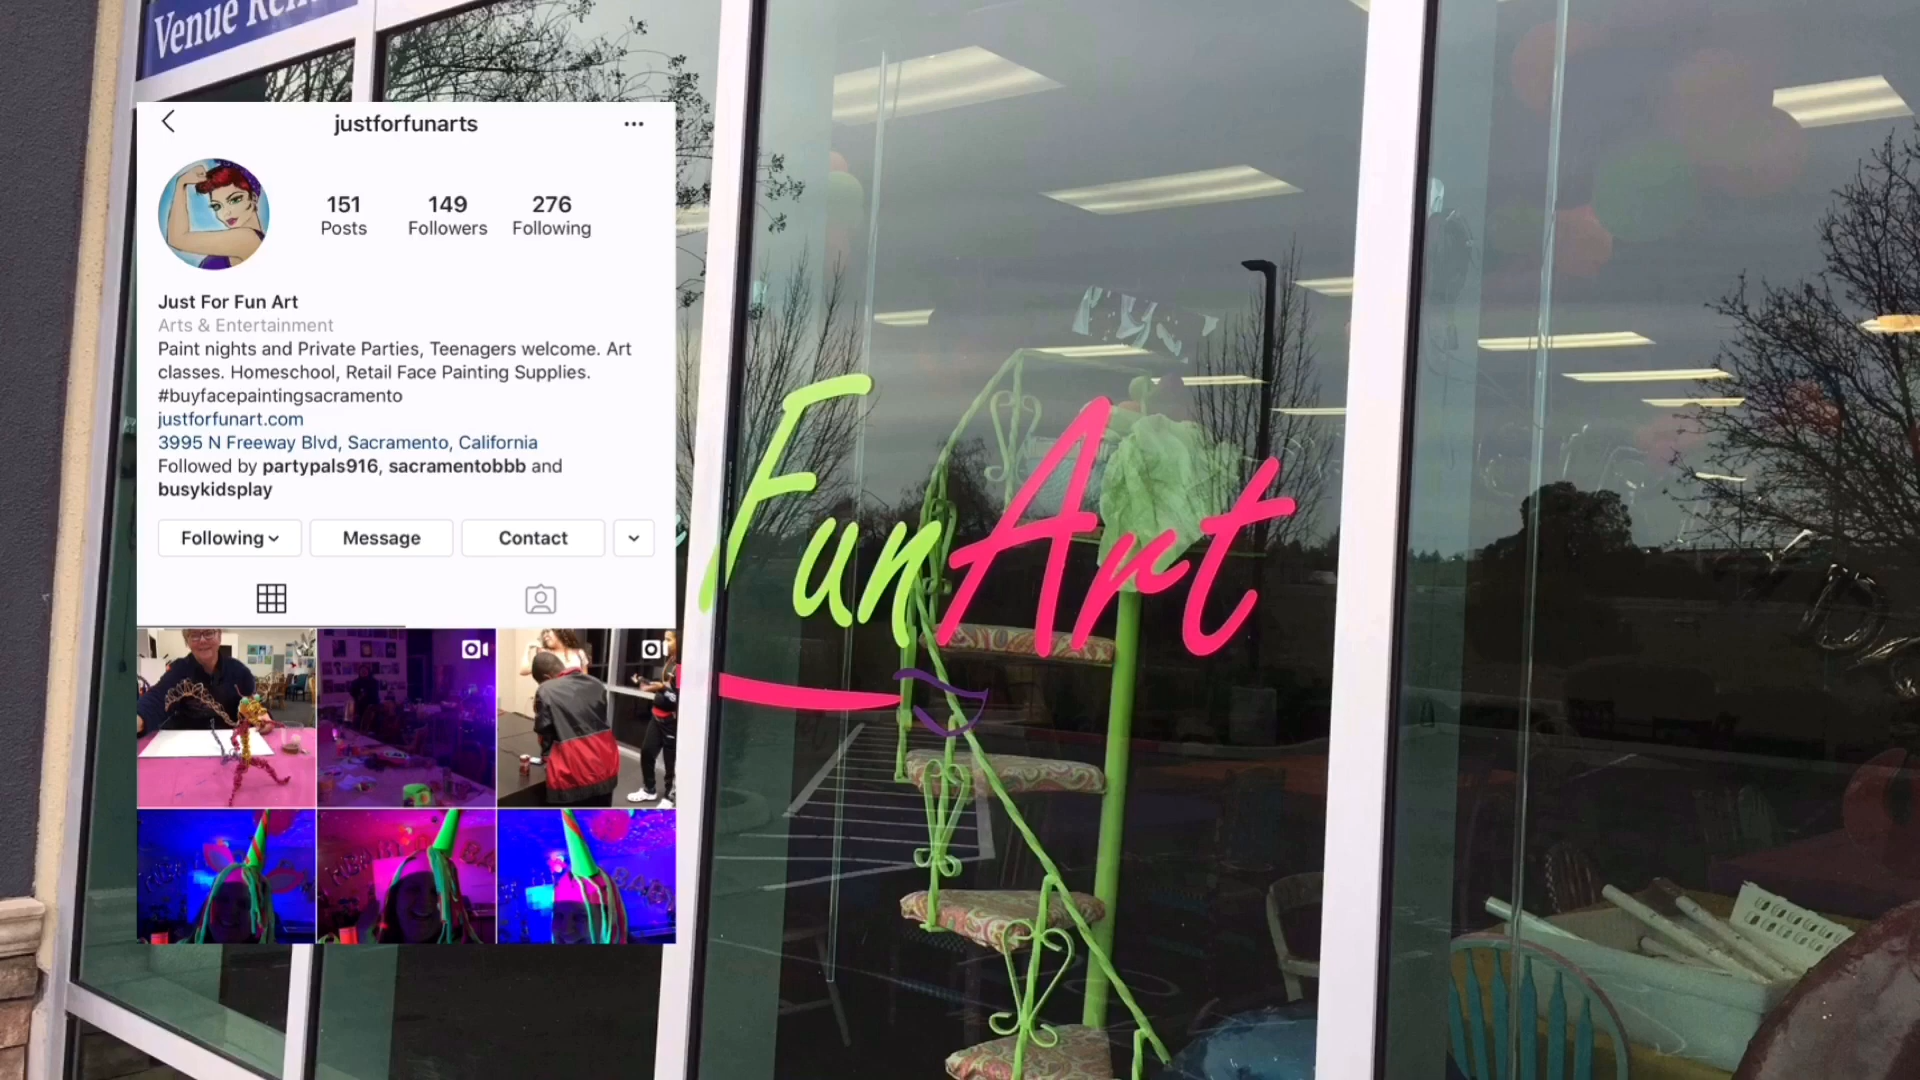 Venue
justforfunarts
151
149
276
Posts
Followers
Following
Just For Fun Art
Arts & Entertainment
Paint nights and Private Parties, Teenagers welcome. Art
classes. Homeschool, Retail Face Painting Supplies.
#buyfacepaintingsacramento
justforfunart.com
3995 N Freeway Blvd, Sacramento, California
Followed by partypals916, sacramentobbb and
busykidsplay
Following
Message
Contact
Fun Art